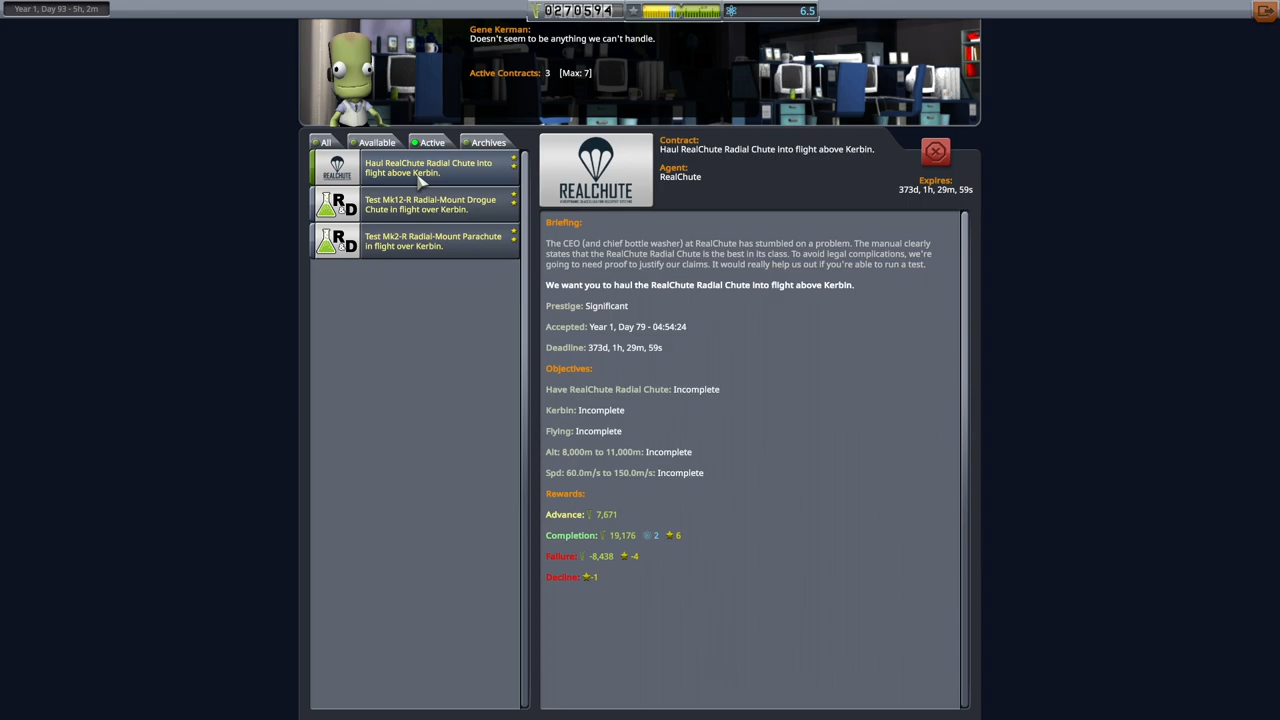 Year 1, Day 93 - 5h, 2m
0270594
6.5
Gene Kerman:
Doesn't seem to be anything we can't handle.
Active Contracts: 3 [Max: 7]
All
Available
Active
Archives
Haul RealChute Radial Chute into
flight above Kerbin.
R&D
Test Mk12-R Radial-Mount Drogue
Chute in flight over Kerbin.
R&D
Test Mk2-R Radial-Mount Parachute
in flight over Kerbin.
REALCHUTE
Contract:
Haul RealChute Radial Chute into flight above Kerbin.
Agent:
RealChute
Expires:
373d, 1h, 29m, 59s
Briefing:
The CEO (and chief bottle washer) at RealChute has stumbled on a problem. The manual clearly
states that the RealChute Radial Chute is the best in its class. To avoid legal complications, we're
going to need proof to justify our claims. It would really help us out if you're able to run a test.
We want you to haul the RealChute Radial Chute into flight above Kerbin.
Prestige: Significant
Accepted: Year 1, Day 79 - 04:54:24
Deadline: 373d, 1h, 29m, 59s
Objectives:
Have RealChute Radial Chute: Incomplete
Kerbin: Incomplete
Flying: Incomplete
Alt: 8,000m to 11,000m: Incomplete
Spd: 60.0m/s to 150.0m/s: Incomplete
Rewards:
Advance: 7,671
Completion: 19,176 2 6
Failure: -8,438 -4
Decline: -1